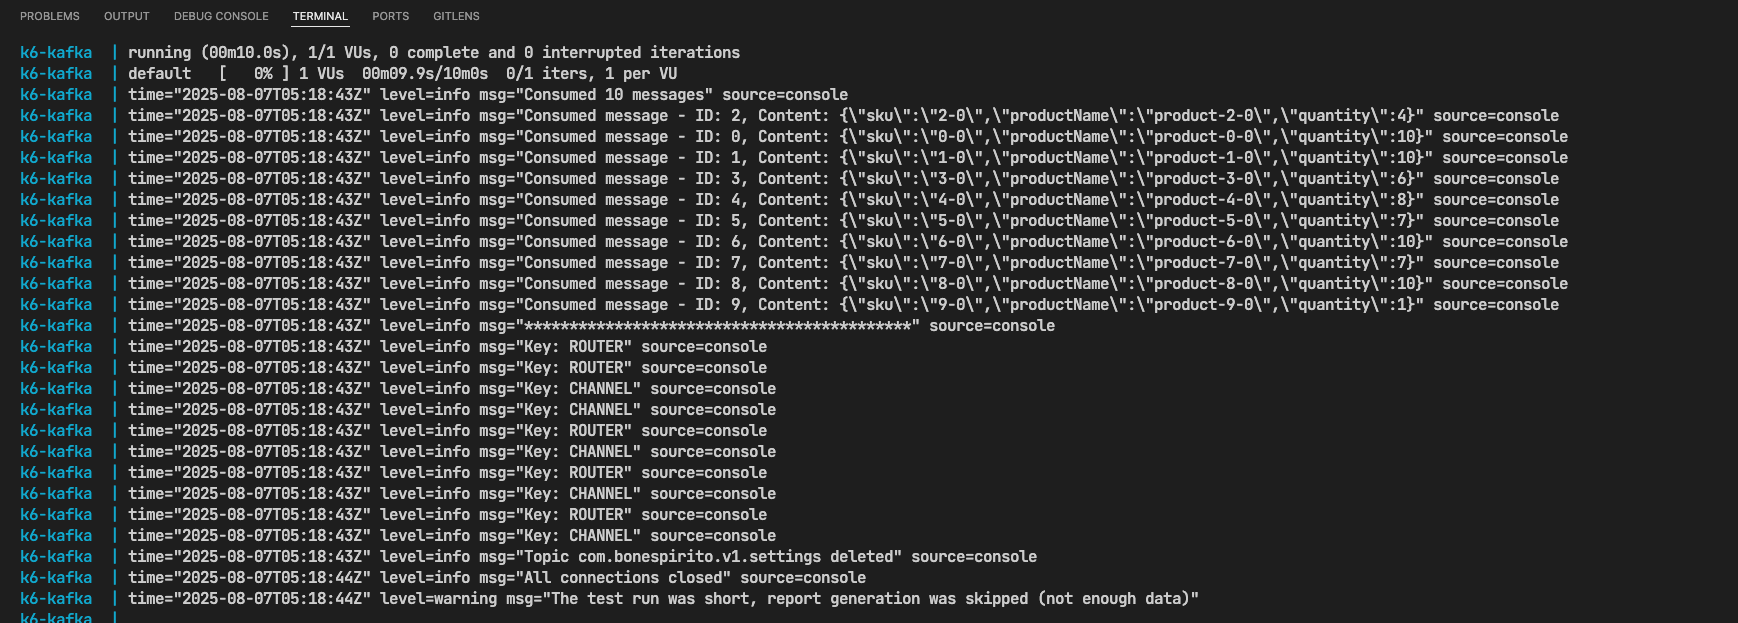 PROBLEMS OUTPUT DEBUG CONSOLE TERMINAL PORTS GITLENS
k6-kafka | running (00m10.0s), 1/1 VUs, 0 complete and 0 interrupted iterations
k6-kafka | default [ 0% ] 1 VUs 00m09.9s/10m0s 0/1 iters, 1 per VU
k6-kafka | time="2025-08-07T05:18:43Z" level=info msg="Consumed 10 messages" source=console
k6-kafka | time="2025-08-07T05:18:43Z" level=info msg="Consumed message - ID: 2, Content: {\"sku\":\"2-0\",\"productName\":\"product-2-0\",\"quantity\":4}" source=console
k6-kafka | time="2025-08-07T05:18:43Z" level=info msg="Consumed message - ID: 0, Content: {\"sku\":\"0-0\",\"productName\":\"product-0-0\",\"quantity\":10}" source=console
k6-kafka | time="2025-08-07T05:18:43Z" level=info msg="Consumed message - ID: 1, Content: {\"sku\":\"1-0\",\"productName\":\"product-1-0\",\"quantity\":10}" source=console
k6-kafka | time="2025-08-07T05:18:43Z" level=info msg="Consumed message - ID: 3, Content: {\"sku\":\"3-0\",\"productName\":\"product-3-0\",\"quantity\":6}" source=console
k6-kafka | time="2025-08-07T05:18:43Z" level=info msg="Consumed message - ID: 4, Content: {\"sku\":\"4-0\",\"productName\":\"product-4-0\",\"quantity\":8}" source=console
k6-kafka | time="2025-08-07T05:18:43Z" level=info msg="Consumed message - ID: 5, Content: {\"sku\":\"5-0\",\"productName\":\"product-5-0\",\"quantity\":7}" source=console
k6-kafka | time="2025-08-07T05:18:43Z" level=info msg="Consumed message - ID: 6, Content: {\"sku\":\"6-0\",\"productName\":\"product-6-0\",\"quantity\":10}" source=console
k6-kafka | time="2025-08-07T05:18:43Z" level=info msg="Consumed message - ID: 7, Content: {\"sku\":\"7-0\",\"productName\":\"product-7-0\",\"quantity\":7}" source=console
k6-kafka | time="2025-08-07T05:18:43Z" level=info msg="Consumed message - ID: 8, Content: {\"sku\":\"8-0\",\"productName\":\"product-8-0\",\"quantity\":10}" source=console
k6-kafka | time="2025-08-07T05:18:43Z" level=info msg="Consumed message - ID: 9, Content: {\"sku\":\"9-0\",\"productName\":\"product-9-0\",\"quantity\":1}" source=console
k6-kafka | time="2025-08-07T05:18:43Z" level=info msg="*******************************************" source=console
k6-kafka | time="2025-08-07T05:18:43Z" level=info msg="Key: ROUTER" source=console
k6-kafka | time="2025-08-07T05:18:43Z" level=info msg="Key: ROUTER" source=console
k6-kafka | time="2025-08-07T05:18:43Z" level=info msg="Key: CHANNEL" source=console
k6-kafka | time="2025-08-07T05:18:43Z" level=info msg="Key: CHANNEL" source=console
k6-kafka | time="2025-08-07T05:18:43Z" level=info msg="Key: ROUTER" source=console
k6-kafka | time="2025-08-07T05:18:43Z" level=info msg="Key: CHANNEL" source=console
k6-kafka | time="2025-08-07T05:18:43Z" level=info msg="Key: ROUTER" source=console
k6-kafka | time="2025-08-07T05:18:43Z" level=info msg="Key: CHANNEL" source=console
k6-kafka | time="2025-08-07T05:18:43Z" level=info msg="Key: ROUTER" source=console
k6-kafka | time="2025-08-07T05:18:43Z" level=info msg="Key: CHANNEL" source=console
k6-kafka | time="2025-08-07T05:18:43Z" level=info msg="Topic com.bonespirito.v1.settings deleted" source=console
k6-kafka | time="2025-08-07T05:18:44Z" level=info msg="All connections closed" source=console
k6-kafka | time="2025-08-07T05:18:44Z" level=warning msg="The test run was short, report generation was skipped (not enough data)"
k6-kafka |